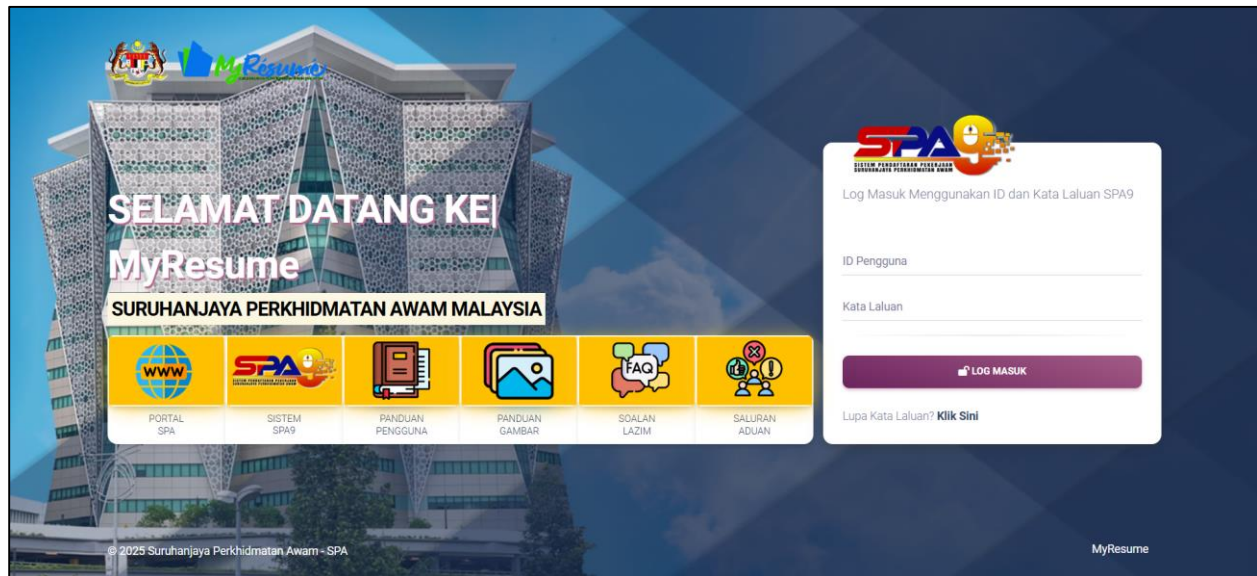 MyRésumé
SELAMAT DATANG KE|
MyResume
SURUHANJAYA PERKHIDMATAN AWAM MALAYSIA
www
SPA9
FAQ
PORTAL
SPA
SISTEM
SPA9
PANDUAN
PENGGUNA
PANDUAN
GAMBAR
SOALAN
LAZIM
SALURAN
ADUAN
SPA9
SISTEM PENDAFTARAN PEKERJAAN
SURUHANJAYA PERKHIDMATAN AWAM
Log Masuk Menggunakan ID dan Kata Laluan SPA9
ID Pengguna
Kata Laluan
LOG MASUK
Lupa Kata Laluan? Klik Sini
© 2025 Suruhanjaya Perkhidmatan Awam - SPA
MyResume